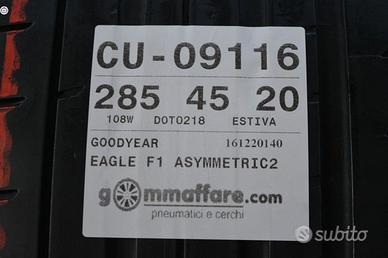 CU-09116
285 45 20
108W DOT0218 ESTIVA
GOODYEAR 161220140
EAGLE F1 ASYMMETRIC2
gommaffare.com
pneumatici e cerchi
subito